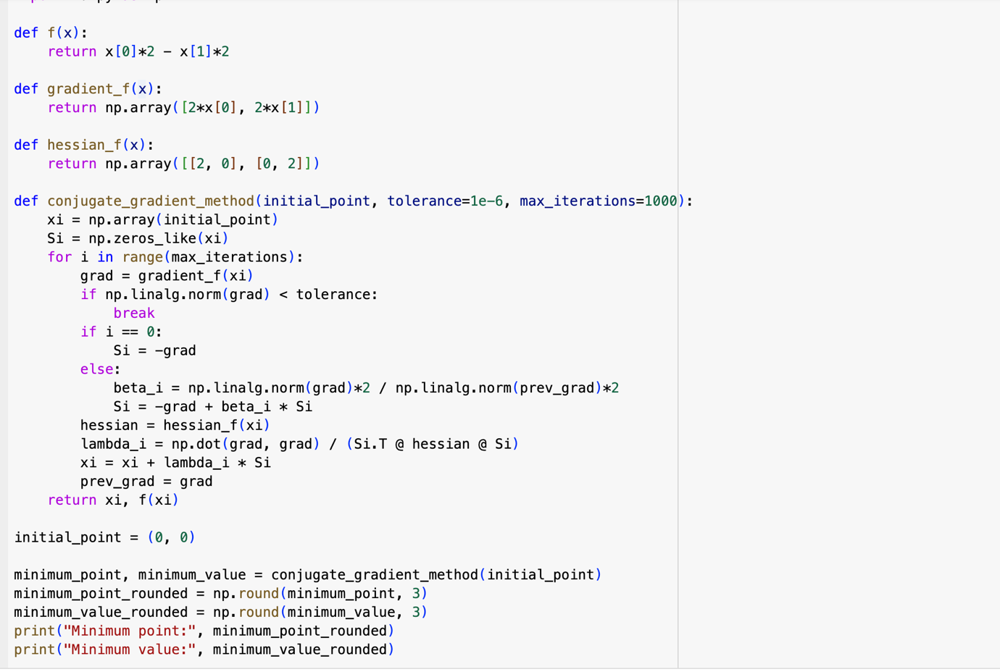 def f(x):
    return x[0]*2 - x[1]*2
def gradient_f(x):
    return np.array([2*x[0], 2*x[1]])
def hessian_f(x):
    return np.array([[2, 0], [0, 2]])
def conjugate_gradient_method(initial_point, tolerance=1e-6, max_iterations=1000):
    xi = np.array(initial_point)
    Si = np.zeros_like(xi)
    for i in range(max_iterations):
        grad = gradient_f(xi)
        if np.linalg.norm(grad) < tolerance:
            break
        if i == 0:
            Si = -grad
        else:
            beta_i = np.linalg.norm(grad)*2 / np.linalg.norm(prev_grad)*2
            Si = -grad + beta_i * Si
        hessian = hessian_f(xi)
        lambda_i = np.dot(grad, grad) / (Si.T @ hessian @ Si)
        xi = xi + lambda_i * Si
        prev_grad = grad
    return xi, f(xi)
initial_point = (0, 0)
minimum_point, minimum_value = conjugate_gradient_method(initial_point)
minimum_point_rounded = np.round(minimum_point, 3)
minimum_value_rounded = np.round(minimum_value, 3)
print("Minimum point:", minimum_point_rounded)
print("Minimum value:", minimum_value_rounded)